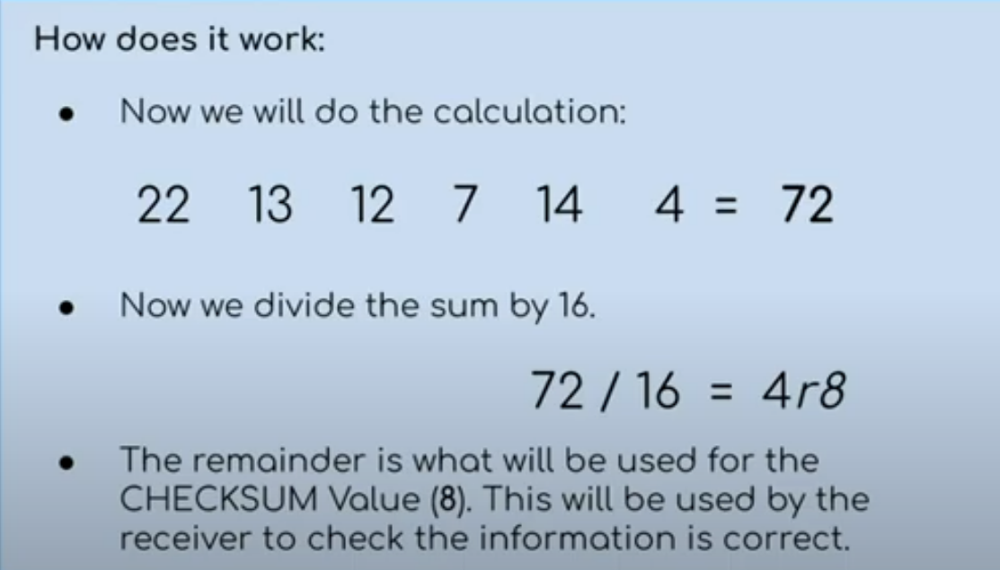 How does it work:
● Now we will do the calculation:
22 13 12 7 14 4 = 72
● Now we divide the sum by 16.
72 / 16 = 4r8
● The remainder is what will be used for the
CHECKSUM Value (8). This will be used by the
receiver to check the information is correct.